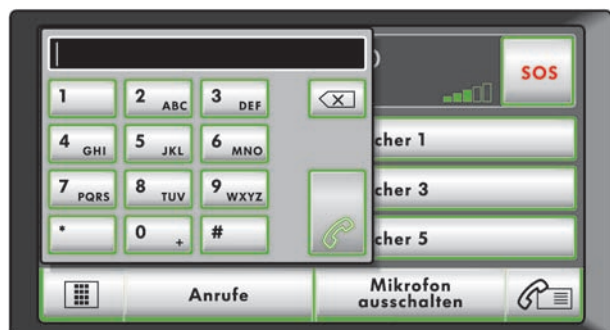 SOS
1
2 ABC
3 DEF
4 GHI
5 JKL
6 MNO
7 PQRS
8 TUV
9 WXYZ
*
0 +
#
cher 1
cher 3
cher 5
Anrufe
Mikrofon
ausschalten